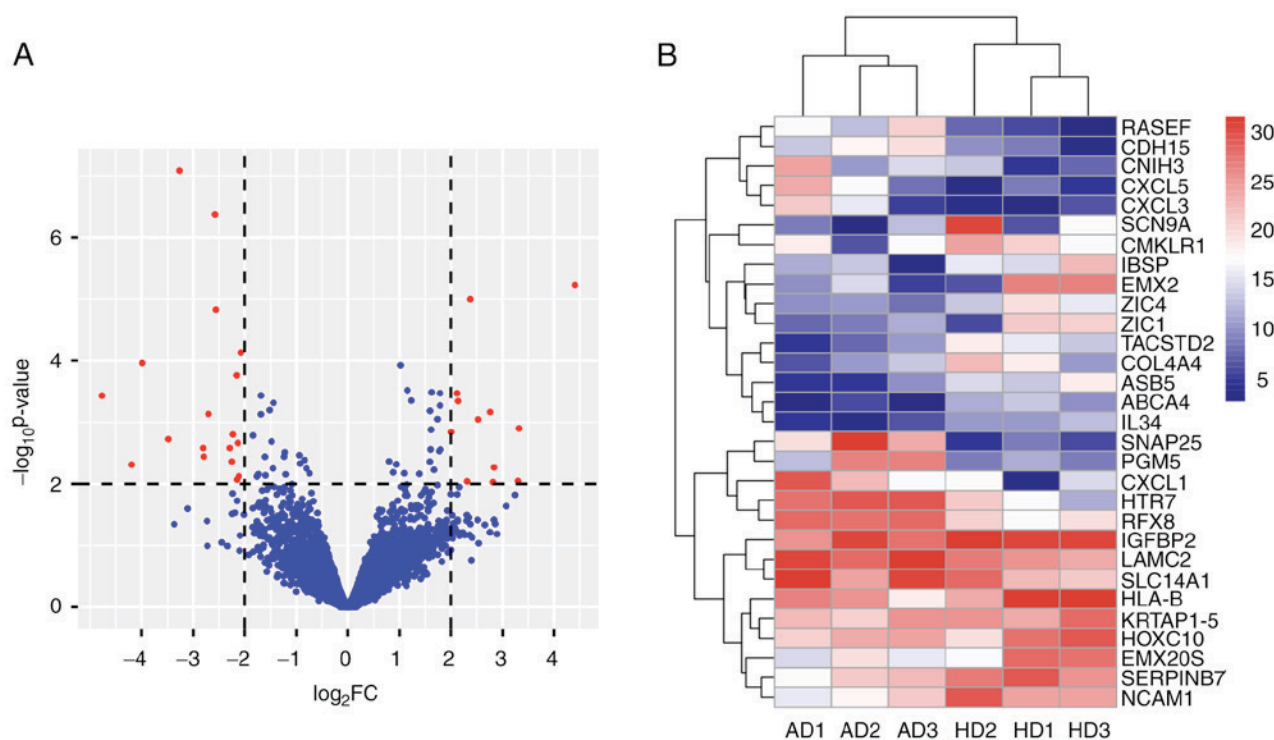 A
6
4
2
0
−log10p-value
−4
−3
−2
−1
0
1
2
3
4
log2FC
B
RASEF
CDH15
CNIH3
CXCL5
CXCL3
SCN9A
CMKLR1
IBSP
EMX2
ZIC4
ZIC1
TACSTD2
COL4A4
ASB5
ABCA4
IL34
SNAP25
PGM5
CXCL1
HTR7
RFX8
IGFBP2
LAMC2
SLC14A1
HLA-B
KRTAP1-5
HOXC10
EMX20S
SERPINB7
NCAM1
30
25
20
15
10
5
AD1 AD2 AD3 HD2 HD1 HD3